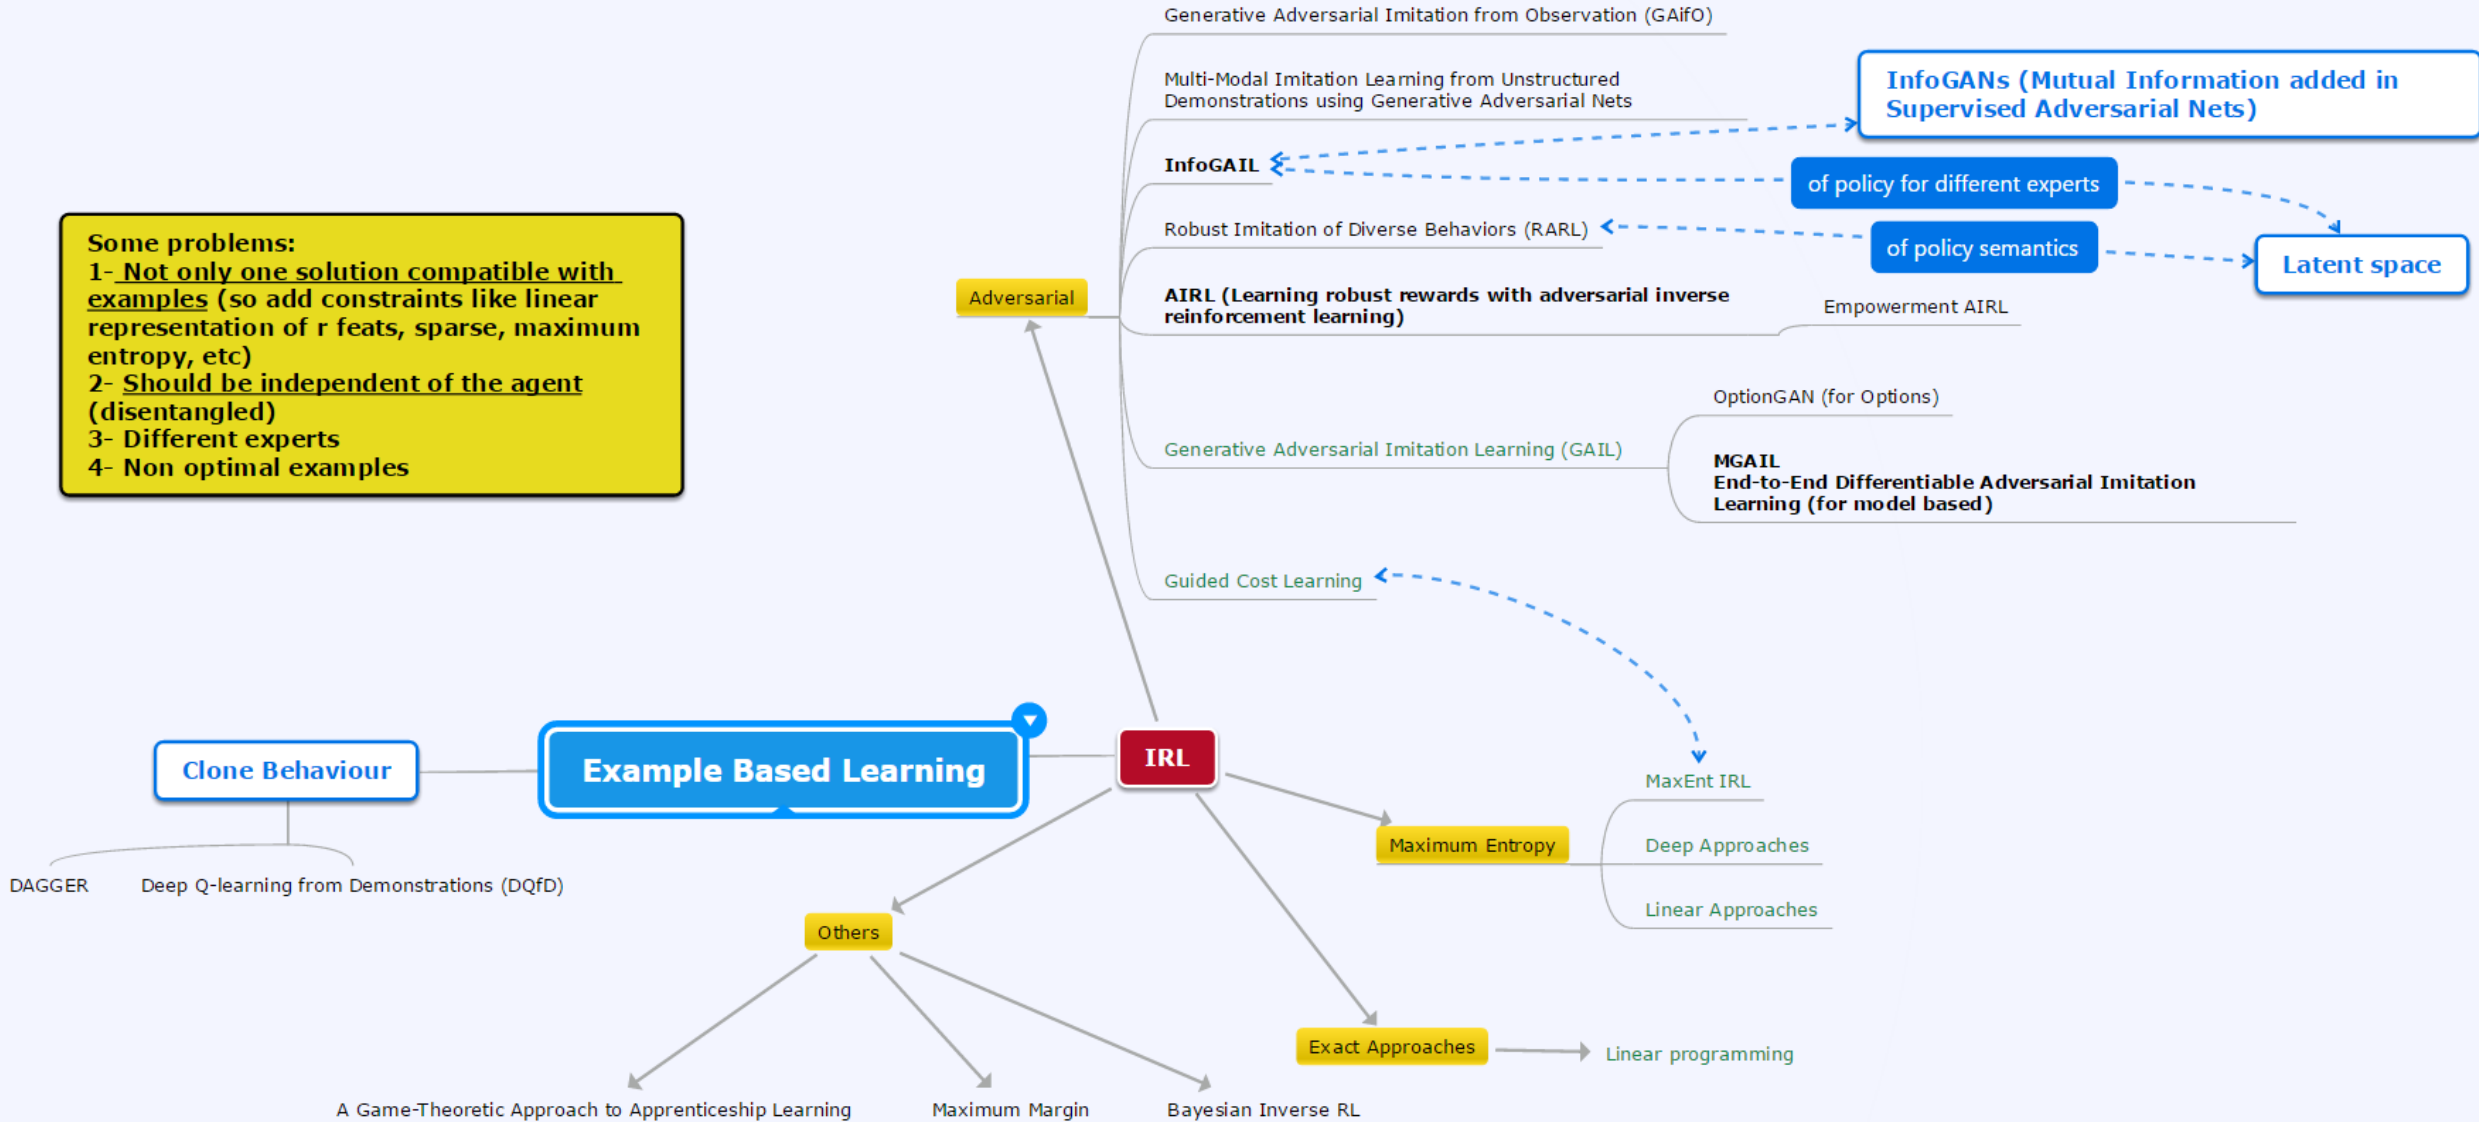 Generative Adversarial Imitation from Observation (GAifO)
Multi-Modal Imitation Learning from Unstructured
Demonstrations using Generative Adversarial Nets
InfoGANs (Mutual Information added in
Supervised Adversarial Nets)
InfoGAIL
of policy for different experts
Robust Imitation of Diverse Behaviors (RARL)
of policy semantics
Latent space
Some problems:
1- Not only one solution compatible with
examples (so add constraints like linear
representation of r feats, sparse, maximum
entropy, etc)
2- Should be independent of the agent
(disentangled)
3- Different experts
4- Non optimal examples
Adversarial
AIRL (Learning robust rewards with adversarial inverse
reinforcement learning)
Empowerment AIRL
OptionGAN (for Options)
Generative Adversarial Imitation Learning (GAIL)
MGAIL
End-to-End Differentiable Adversarial Imitation
Learning (for model based)
Guided Cost Learning
Clone Behaviour
Example Based Learning
IRL
MaxEnt IRL
Maximum Entropy
Deep Approaches
Linear Approaches
DAGGER
Deep Q-learning from Demonstrations (DQfD)
Others
Exact Approaches
Linear programming
A Game-Theoretic Approach to Apprenticeship Learning
Maximum Margin
Bayesian Inverse RL